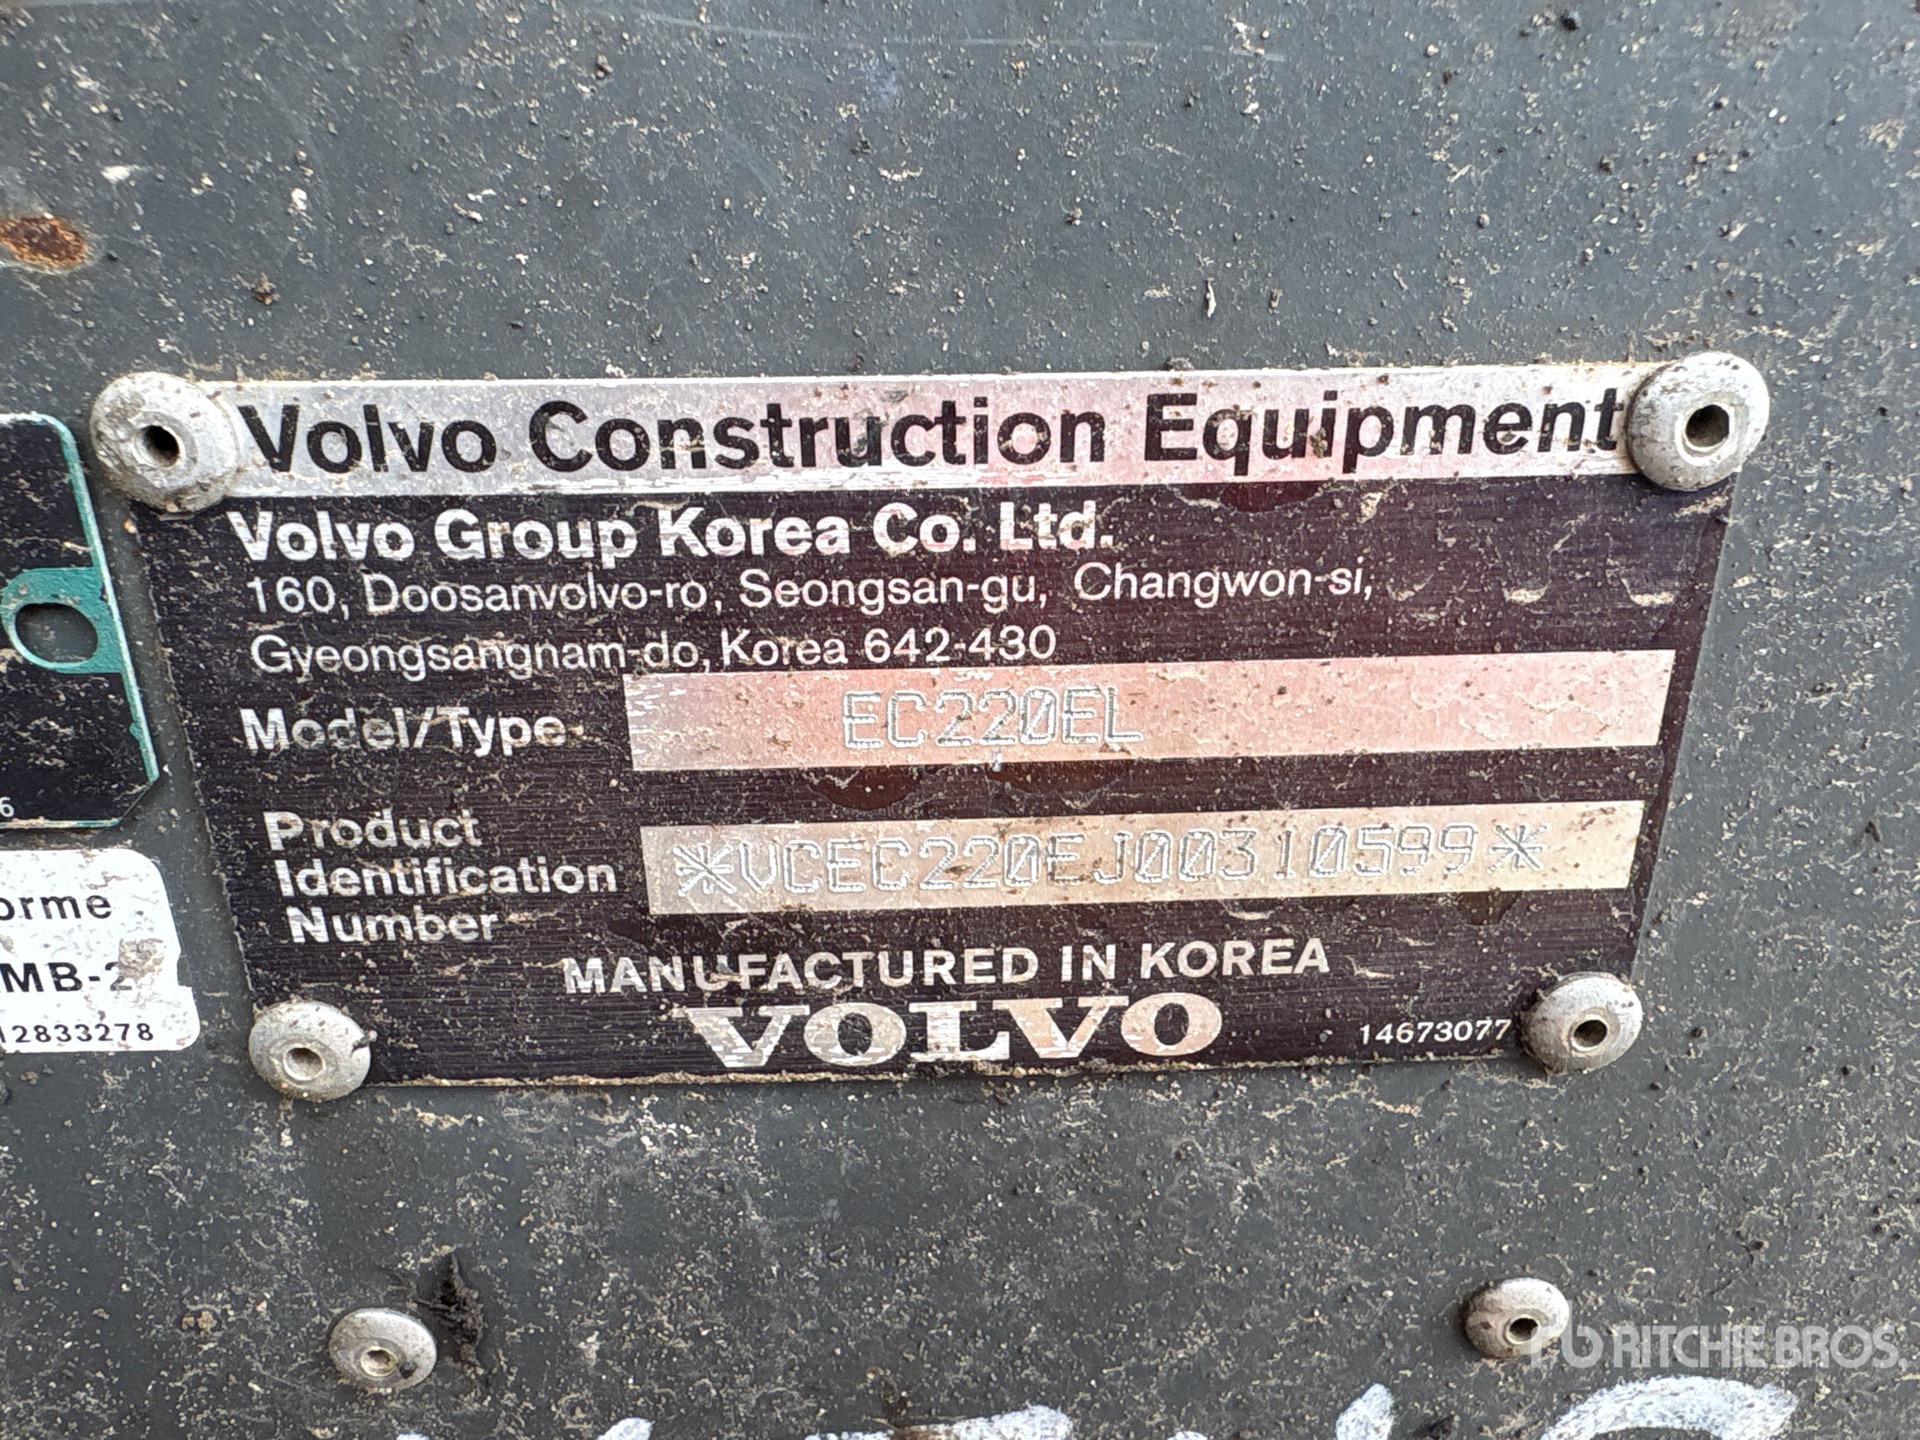 Volvo Construction Equipment
Volvo Group Korea Co. Ltd.
160, Doosanvolvo-ro, Seongsan-gu, Changwon-si,
Gyeongsangnam-do, Korea 642-430
Model/Type EC220EL
Product
Identification
Number
*VCEC220EJ00310599*
MANUFACTURED IN KOREA
VOLVO
14673077
6
orme
MB-2
12833278
RITCHIE BROS.